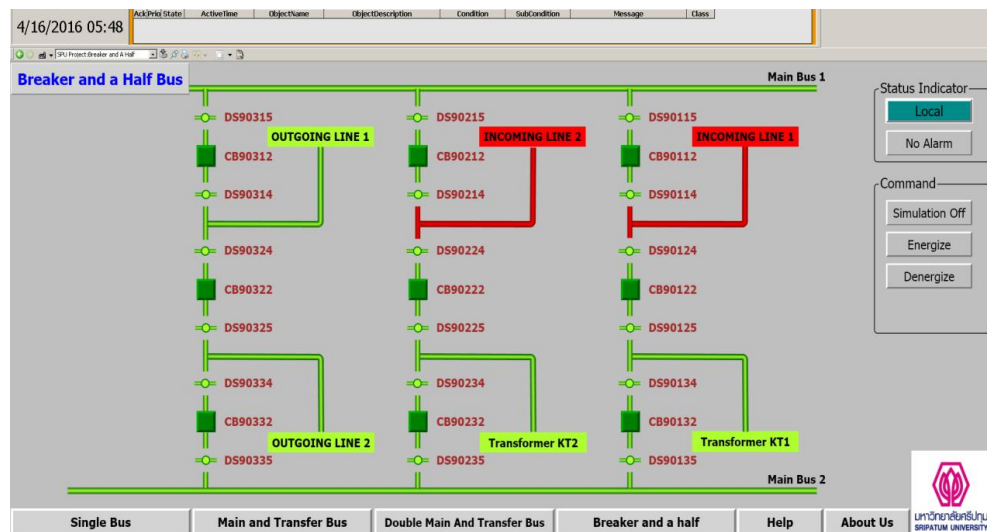 4/16/2016 05:48
Ack Prio State ActiveTime ObjectName ObjectDescription Condition SubCondition Message Class
SPU Project:Breaker and A Half
Breaker and a Half Bus
Main Bus 1
Status Indicator
Local
No Alarm
DS90315 DS90215 DS90115
OUTGOING LINE 1 INCOMING LINE 2 INCOMING LINE 1
CB90312 CB90212 CB90112
DS90314 DS90214 DS90114
Command
Simulation Off
Energize
Denergize
DS90324 DS90224 DS90124
CB90322 CB90222 CB90122
DS90325 DS90225 DS90125
DS90334 DS90234 DS90134
CB90332 CB90232 CB90132
OUTGOING LINE 2 Transformer KT2 Transformer KT1
DS90335 DS90235 DS90135
Main Bus 2
มหาวิทยาลัยศรีปทุม
SRIPATUM UNIVERSITY
Single Bus Main and Transfer Bus Double Main And Transfer Bus Breaker and a half Help About Us